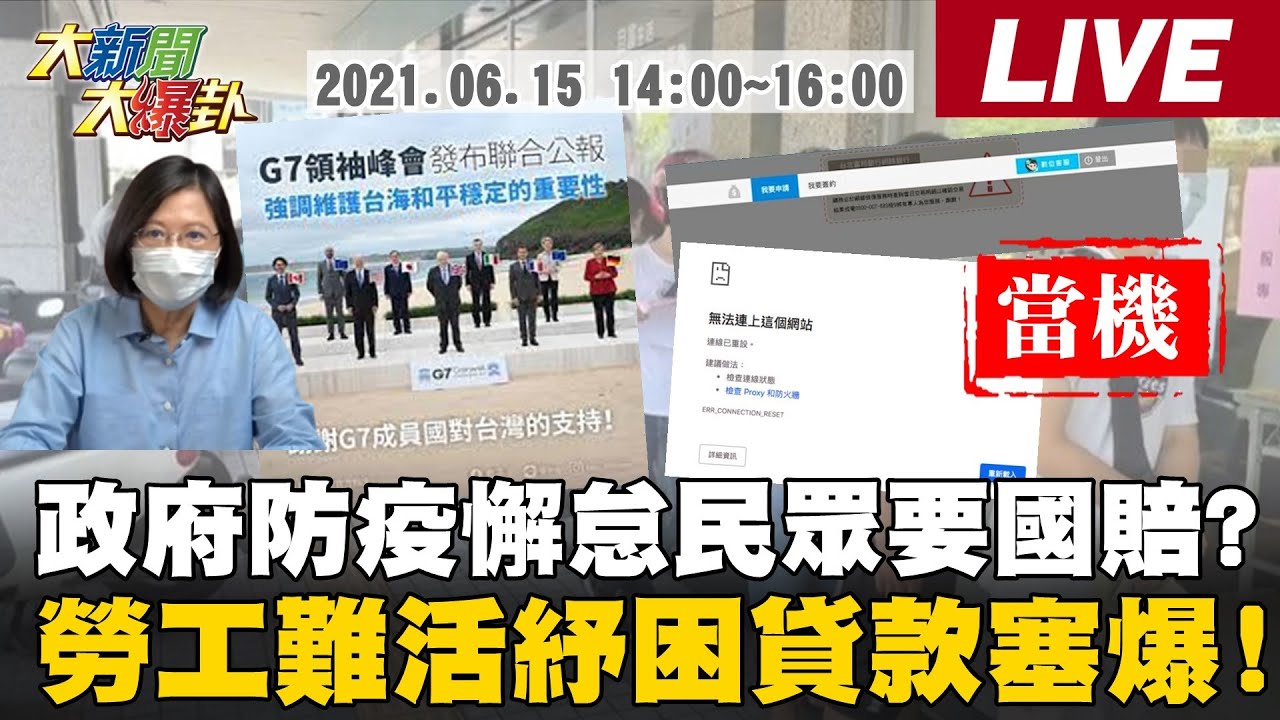 大新聞
大爆卦
2021.06.15 14:00~16:00
LIVE
G7領袖峰會發布聯合公報
強調維護台海和平穩定的重要性
G7
謝G7成員國對台灣的支持!
我要申請
我要簽約
數位客服
登出
無法連上這個網站
連線已重設。
建議做法：
• 檢查連線狀態
• 檢查 Proxy 和防火牆
ERR_CONNECTION_RESET
詳細資訊
重新載入
當機
政府防疫懈怠民眾要國賠?
勞工難活紓困貸款塞爆!